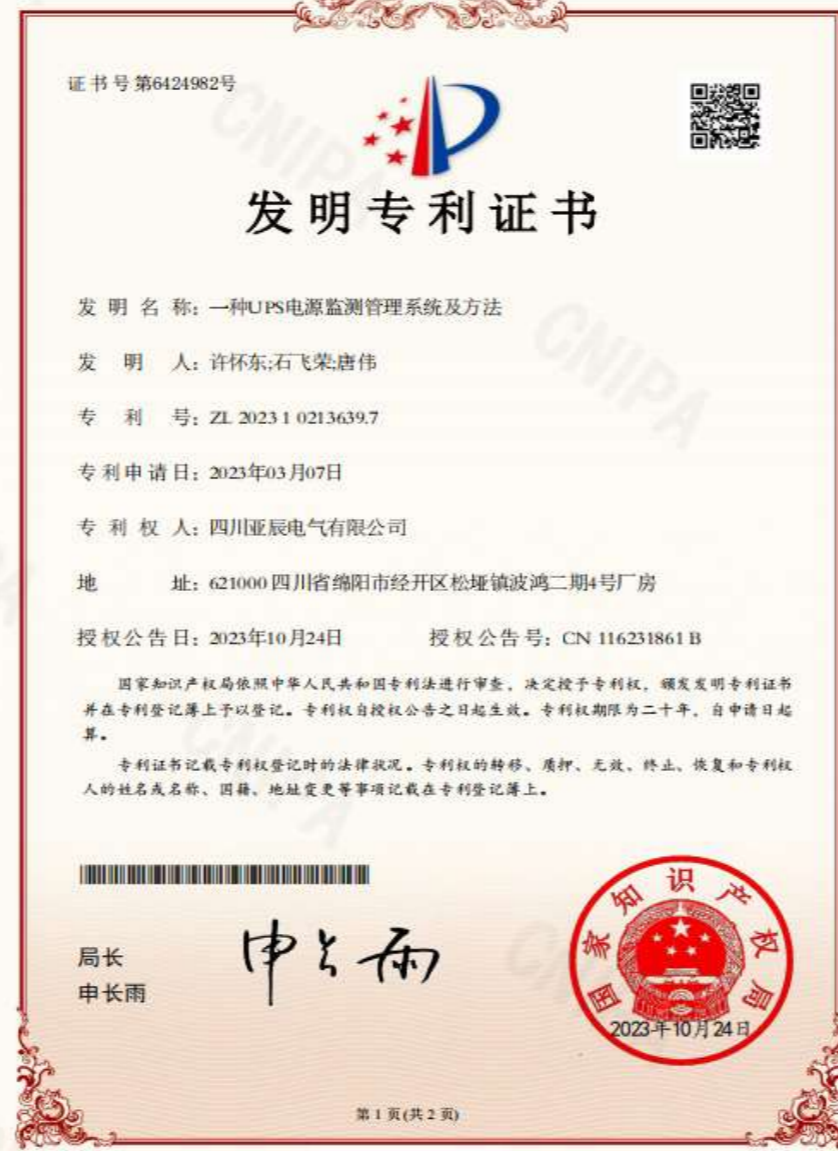 证书号第6424982号
发明专利证书
发明名称：一种UPS电源监测管理系统及方法
发明人：许怀东;石飞荣;唐伟
专利号：ZL 2023 1 0213639.7
专利申请日：2023年03月07日
专利权人：四川亚辰电气有限公司
地址：621000 四川省绵阳市经开区松垭镇波鸿二期4号厂房
授权公告日：2023年10月24日 授权公告号：CN 116231861 B
国家知识产权局依照中华人民共和国专利法进行审查，决定授予专利权，颁发发明专利证书
并在专利登记簿上予以登记。专利权自授权公告之日起生效。专利权期限为二十年，自申请日起
算。
专利证书记载专利权登记时的法律状况。专利权的转移、质押、无效、终止、恢复和专利权
人的姓名或名称、国籍、地址变更等事项记载在专利登记簿上。
局长
申长雨
申长雨
国家知识产权局
2023年10月24日
第 1 页 (共 2 页)
CNIPA
CNIPA
CNIPA
CNIPA